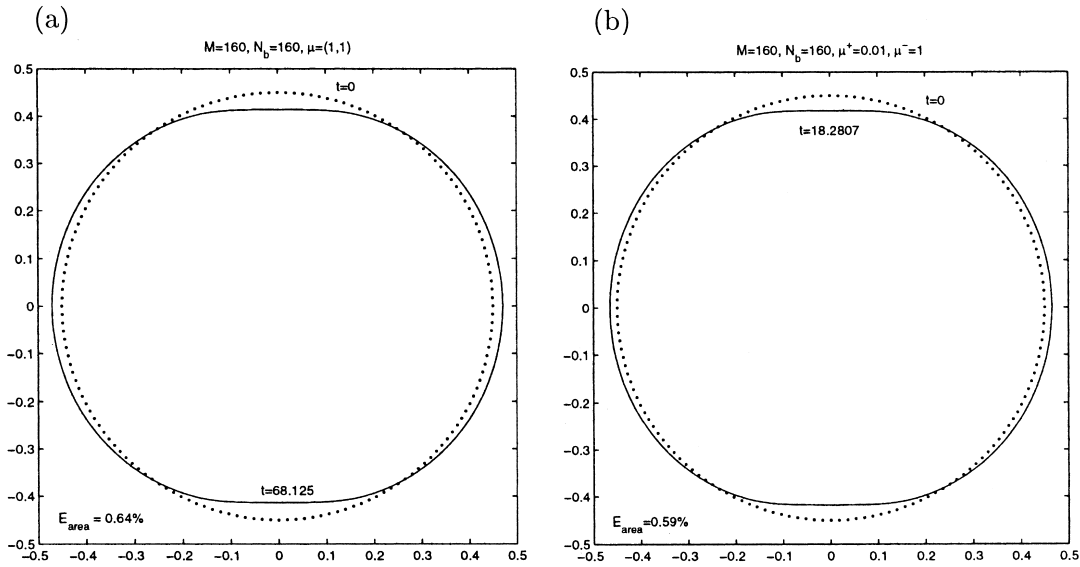 (a)
M=160, N_b=160, μ=(1,1)
0.5
0.4
0.3
0.2
0.1
0
−0.1
−0.2
−0.3
−0.4
−0.5
t=0
t=68.125
E_area = 0.64%
−0.5 −0.4 −0.3 −0.2 −0.1 0 0.1 0.2 0.3 0.4 0.5
(b)
M=160, N_b=160, μ⁺=0.01, μ⁻=1
0.5
0.4
0.3
0.2
0.1
0
−0.1
−0.2
−0.3
−0.4
−0.5
t=0
t=18.2807
E_area = 0.59%
−0.5 −0.4 −0.3 −0.2 −0.1 0 0.1 0.2 0.3 0.4 0.5